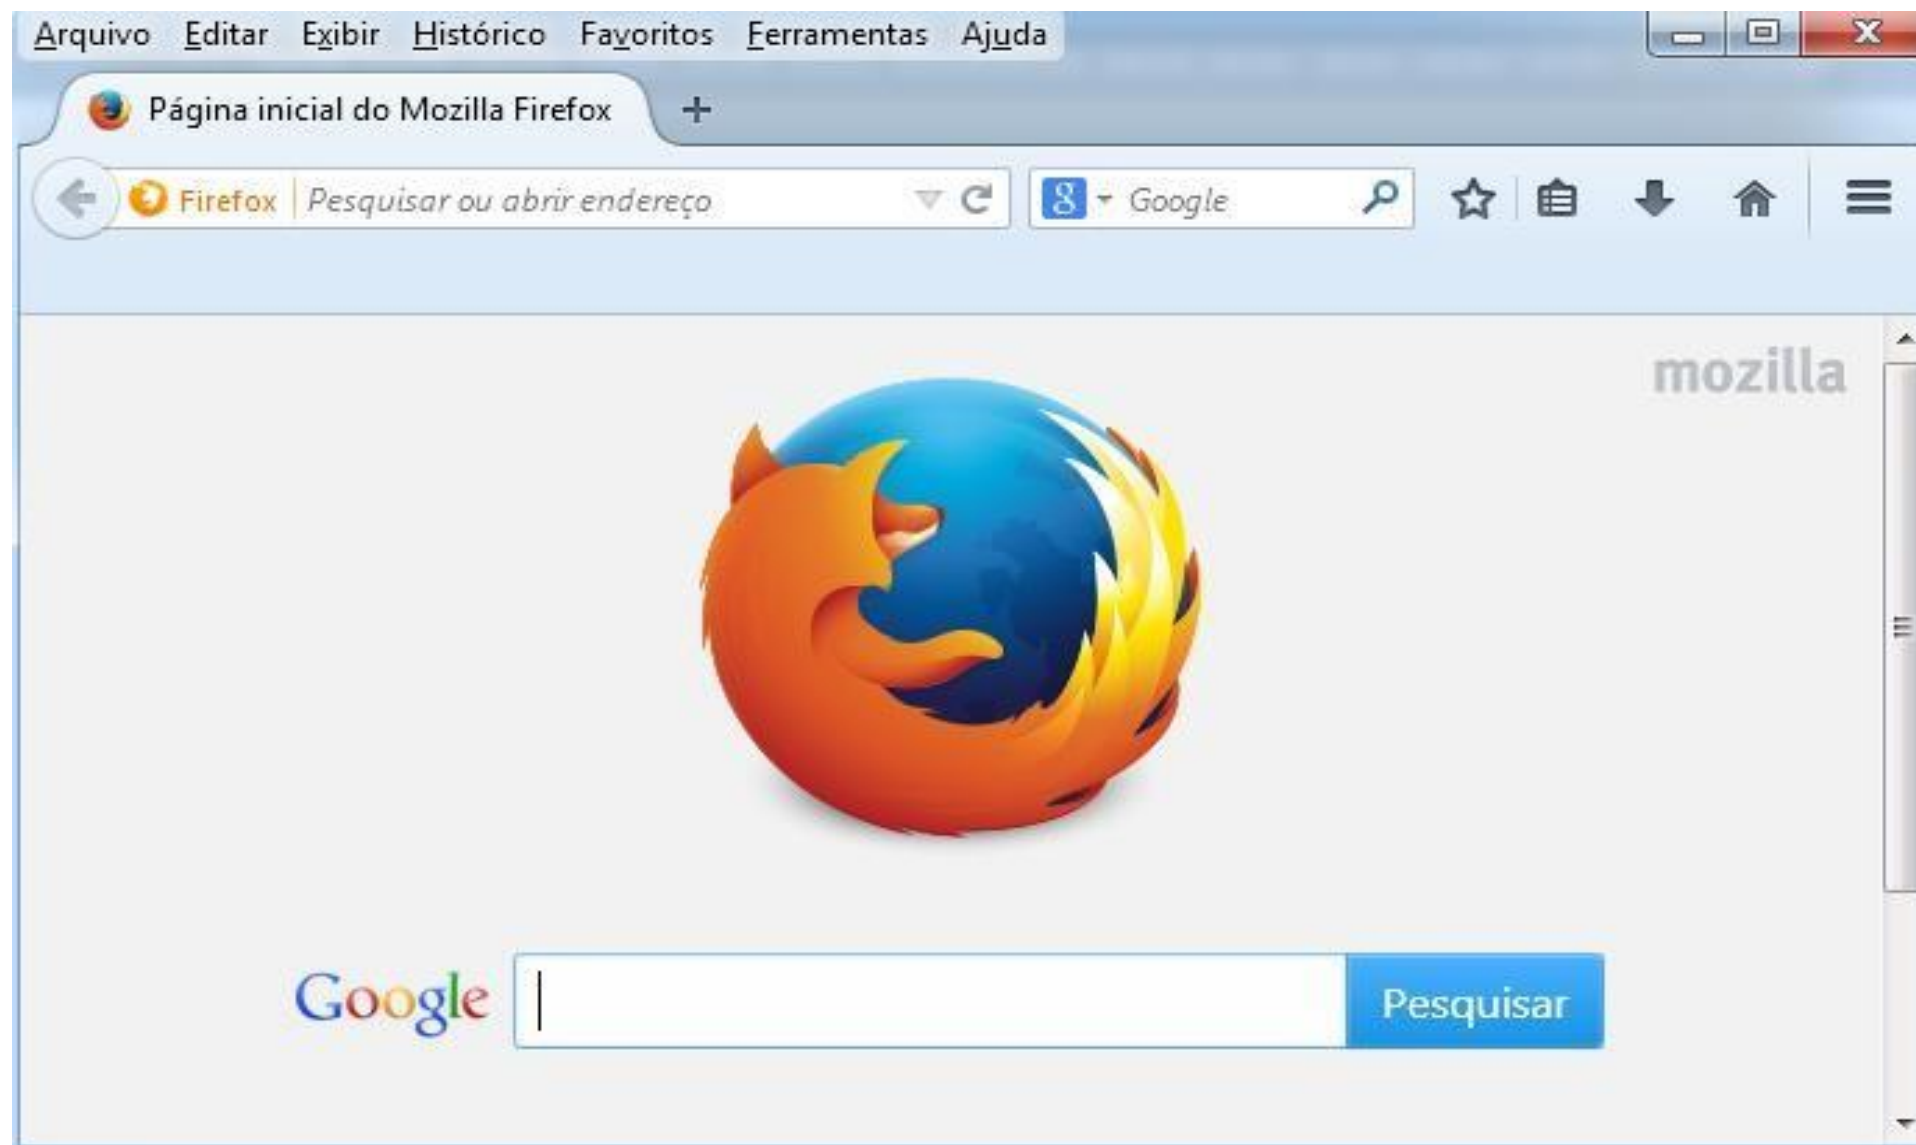 Arquivo Editar Exibir Histórico Favoritos Ferramentas Ajuda
Página inicial do Mozilla Firefox
Firefox Pesquisar ou abrir endereço 8 Google
mozilla
Google Pesquisar